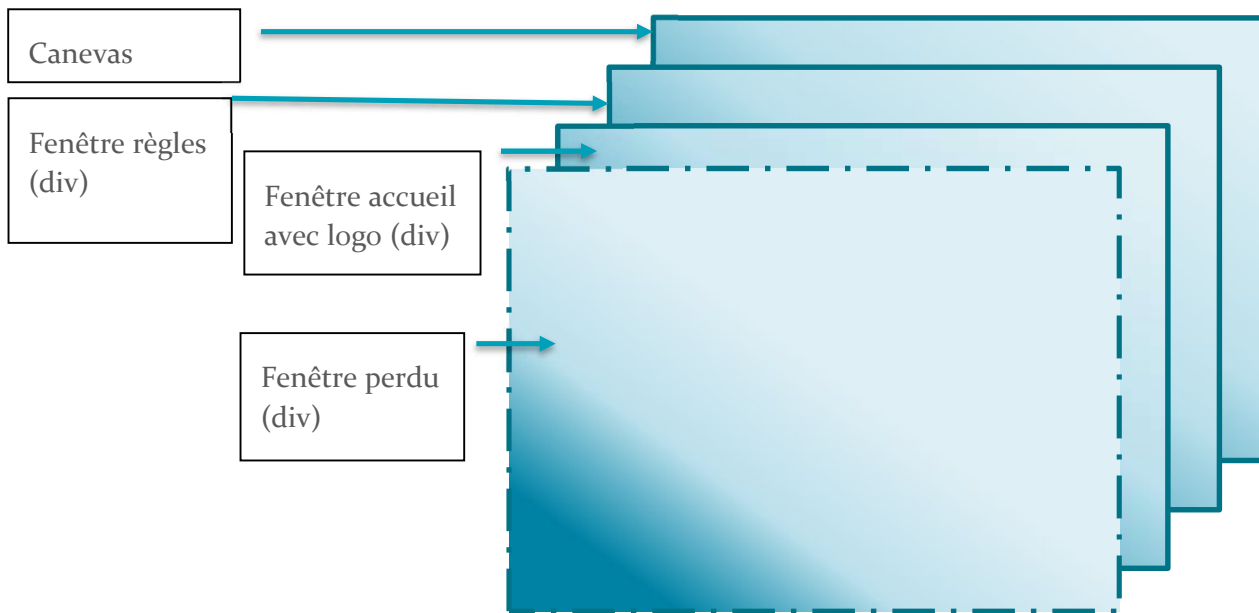 Canevas
Fenêtre règles
(div)
Fenêtre accueil
avec logo (div)
Fenêtre perdu
(div)